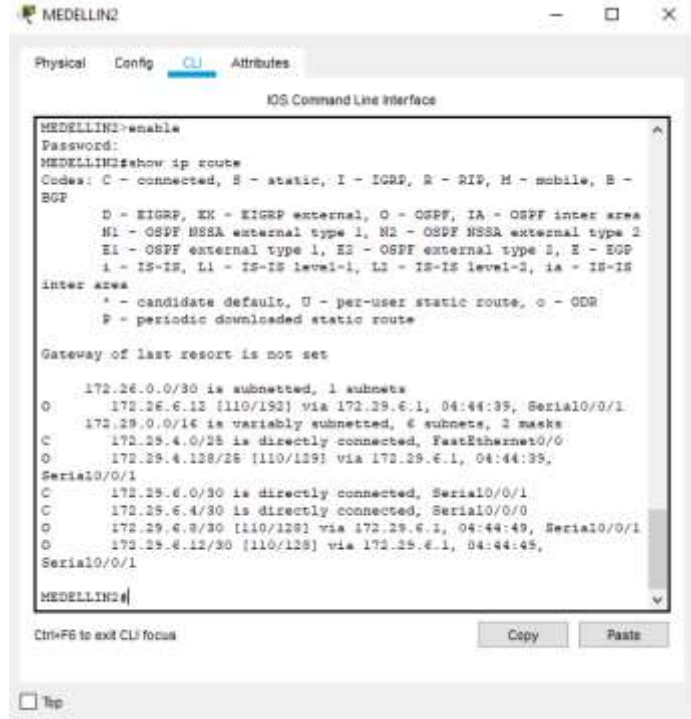 MEDELLIN2
Physical Config CLI Attributes
IOS Command Line Interface
MEDELLIN2>enable
Password:
MEDELLIN2#show ip route
Codes: C - connected, S - static, I - IGRP, R - RIP, M - mobile, B -
BGP
D - EIGRP, EX - EIGRP external, O - OSPF, IA - OSPF inter area
N1 - OSPF NSSA external type 1, N2 - OSPF NSSA external type 2
E1 - OSPF external type 1, E2 - OSPF external type 2, E - EGP
i - IS-IS, L1 - IS-IS level-1, L2 - IS-IS level-2, ia - IS-IS
inter area
* - candidate default, U - per-user static route, o - ODR
P - periodic downloaded static route
Gateway of last resort is not set
172.26.0.0/30 is subnetted, 1 subnets
O 172.26.6.12 [110/192] via 172.29.6.1, 04:44:39, Serial0/0/1
172.29.0.0/16 is variably subnetted, 6 subnets, 2 masks
C 172.29.4.0/25 is directly connected, FastEthernet0/0
O 172.29.4.128/25 [110/129] via 172.29.6.1, 04:44:39,
Serial0/0/1
C 172.29.6.0/30 is directly connected, Serial0/0/1
C 172.29.6.4/30 is directly connected, Serial0/0/0
O 172.29.6.8/30 [110/128] via 172.29.6.1, 04:44:49, Serial0/0/1
O 172.29.6.12/30 [110/128] via 172.29.6.1, 04:44:49,
Serial0/0/1
MEDELLIN2#
Ctrl+F6 to exit CLI focus
Copy Paste
Top